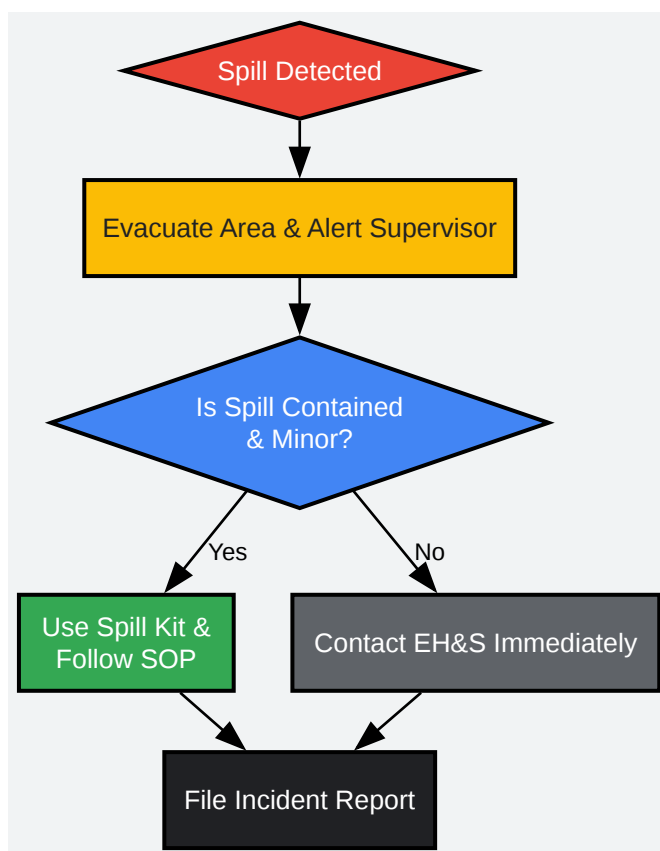 Spill Detected
Evacuate Area & Alert Supervisor
Is Spill Contained
& Minor?
Yes
No
Use Spill Kit &
Follow SOP
Contact EH&S Immediately
File Incident Report